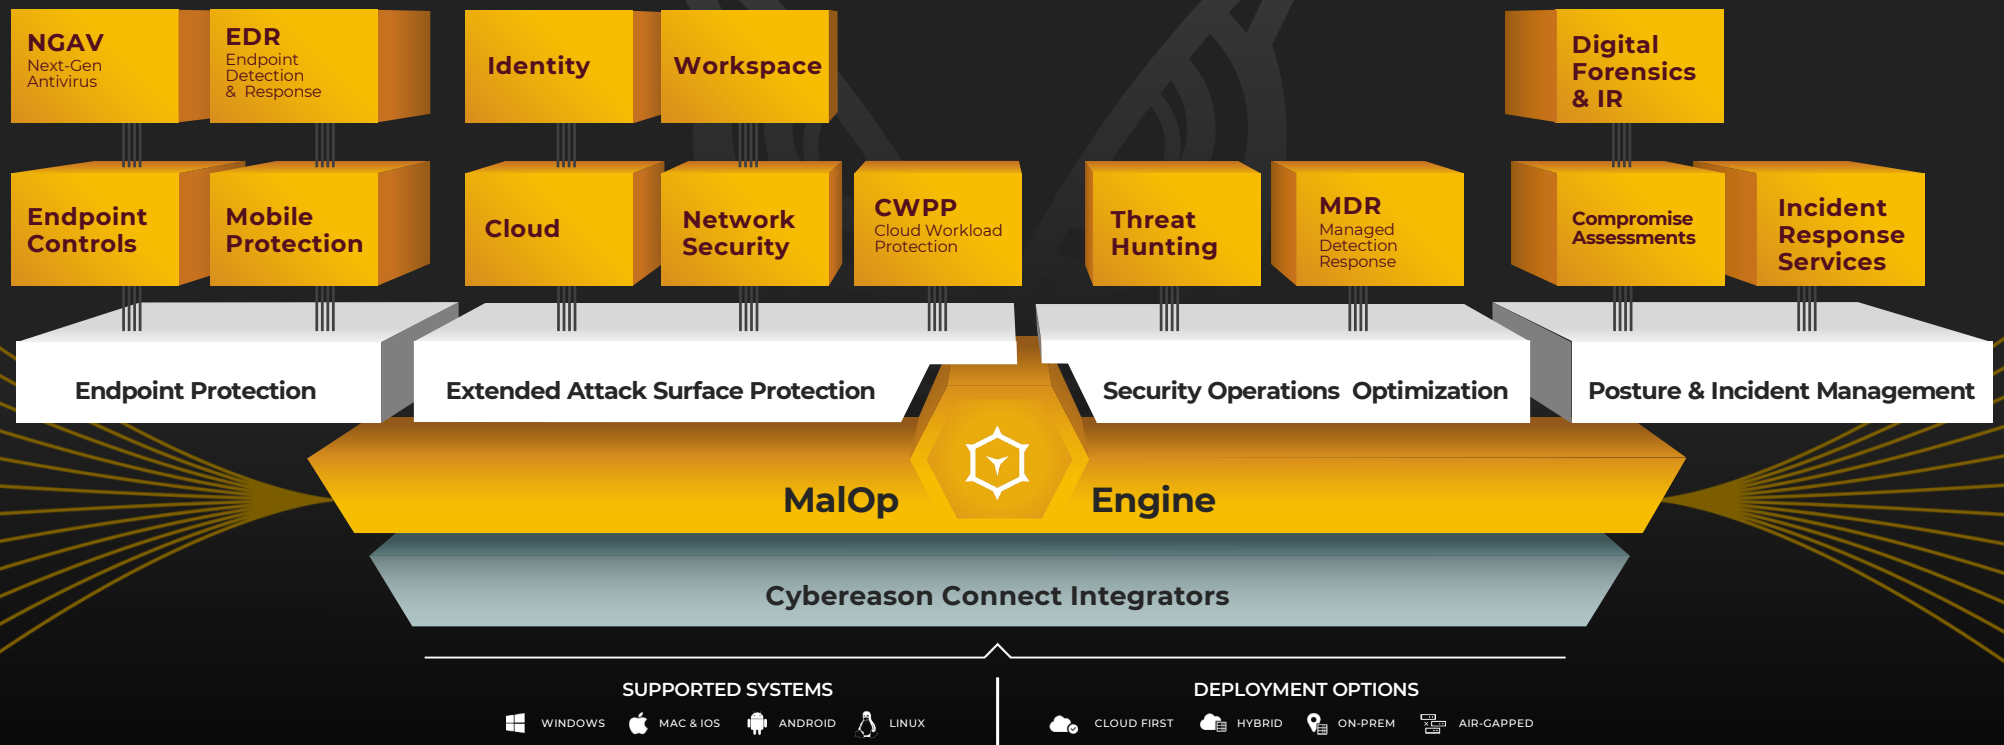 NGAV
Next-Gen
Antivirus
EDR
Endpoint
Detection
& Response
Identity
Workspace
Digital
Forensics
& IR
Endpoint
Controls
Mobile
Protection
Cloud
Network
Security
CWPP
Cloud Workload
Protection
Threat
Hunting
MDR
Managed
Detection
Response
Compromise
Assessments
Incident
Response
Services
Endpoint Protection
Extended Attack Surface Protection
Security Operations Optimization
Posture & Incident Management
MalOp Engine
Cybereason Connect Integrators
SUPPORTED SYSTEMS
WINDOWS
MAC & IOS
ANDROID
LINUX
DEPLOYMENT OPTIONS
CLOUD FIRST
HYBRID
ON-PREM
AIR-GAPPED